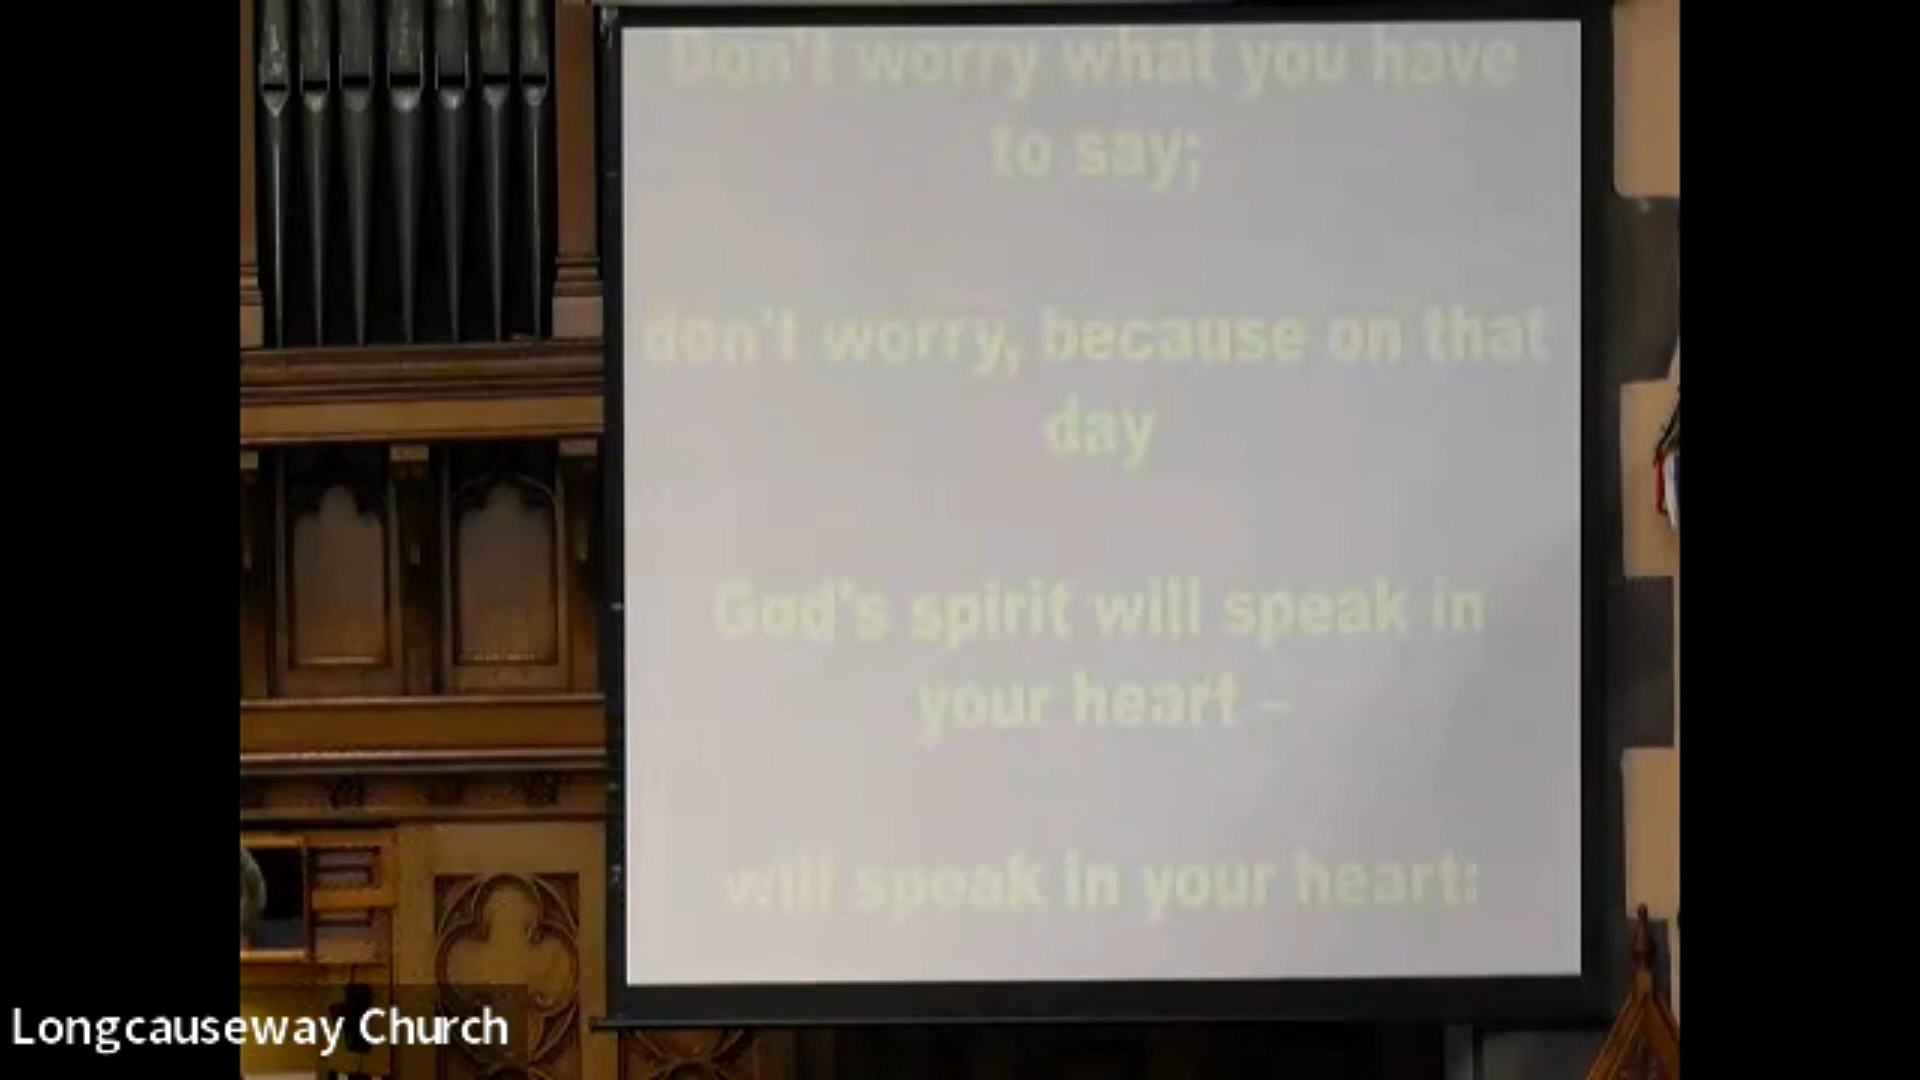 Don't worry what you have
to say;
don't worry, because on that
day
God's spirit will speak in
your heart –
will speak in your heart:
Longcauseway Church